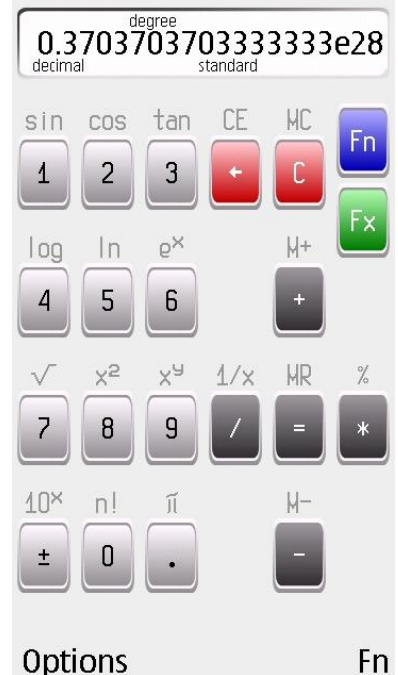 degree
0.3703703703333333e28
decimal standard
sin cos tan CE MC
1 2 3 ← C Fn
Fx
log ln eˣ M+
4 5 6 +
√ x² xʸ 1/x MR %
7 8 9 / = *
10ˣ n! π M-
± 0 . -
Options Fn